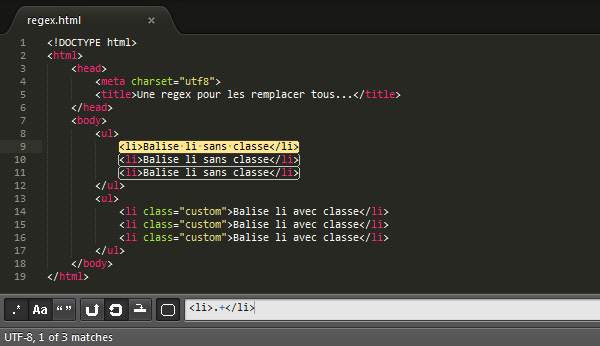 regex.html ×
1 <!DOCTYPE html>
2 <html>
3 <head>
4 <meta charset="utf8">
5 <title>Une regex pour les remplacer tous...</title>
6 </head>
7 <body>
8 <ul>
9 <li>Balise li sans classe</li>
10 <li>Balise li sans classe</li>
11 <li>Balise li sans classe</li>
12 </ul>
13 <ul>
14 <li class="custom">Balise li avec classe</li>
15 <li class="custom">Balise li avec classe</li>
16 <li class="custom">Balise li avec classe</li>
17 </ul>
18 </body>
19 </html>
.* Aa “” <li>.+</li>
UTF-8, 1 of 3 matches